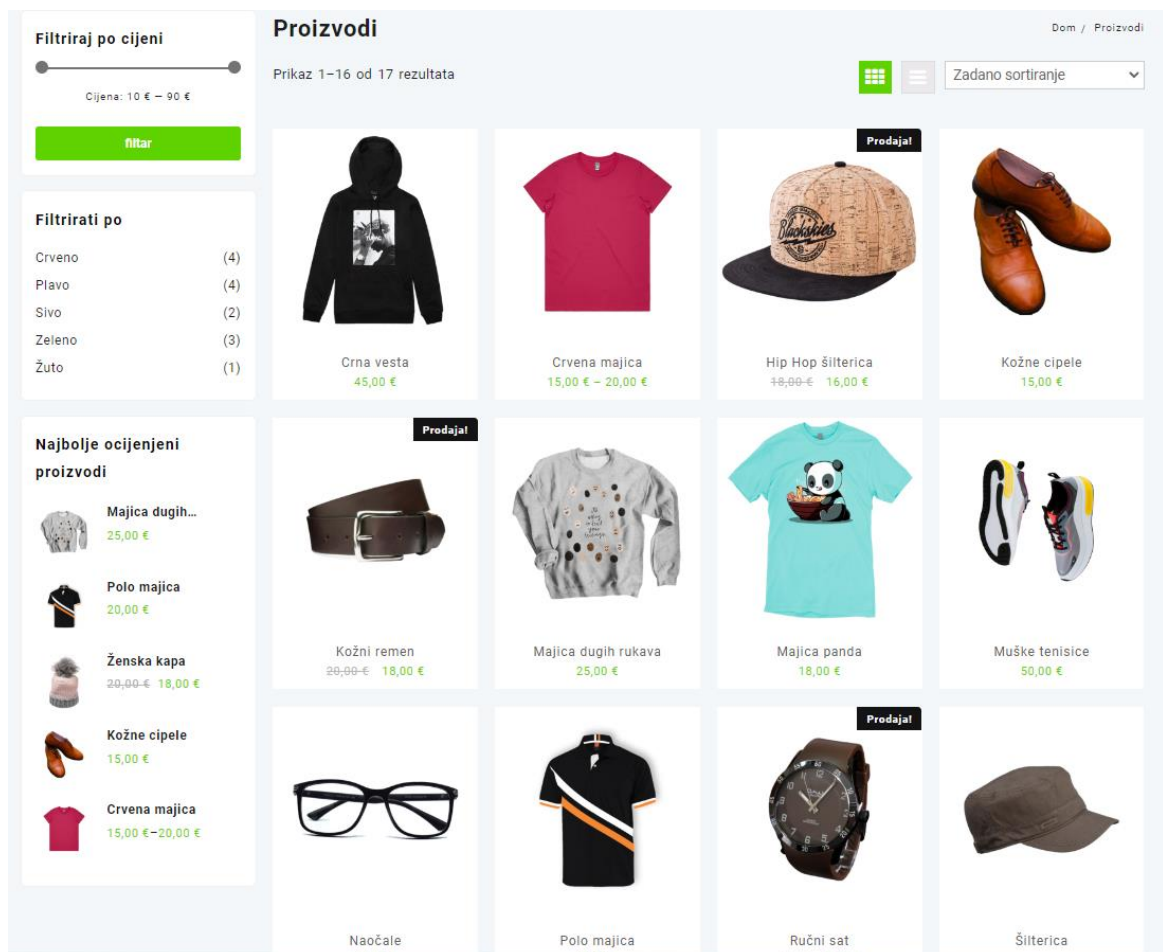 Filtriraj po cijeni
Cijena: 10 € — 90 €
filtar
Filtrirati po
Crveno (4)
Plavo (4)
Sivo (2)
Zeleno (3)
Žuto (1)
Najbolje ocijenjeni
proizvodi
Majica dugih...
25,00 €
Polo majica
20,00 €
Ženska kapa
20,00 € 18,00 €
Kožne cipele
15,00 €
Crvena majica
15,00 €–20,00 €
Proizvodi
Dom / Proizvodi
Prikaz 1–16 od 17 rezultata
Zadano sortiranje
Crna vesta
45,00 €
Crvena majica
15,00 € – 20,00 €
Prodaja!
Blackskies
Hip Hop šilterica
18,00 € 16,00 €
Kožne cipele
15,00 €
Prodaja!
Kožni remen
20,00 € 18,00 €
Majica dugih rukava
25,00 €
Majica panda
18,00 €
Muške tenisice
50,00 €
Naočale
Polo majica
Prodaja!
Ručni sat
Šilterica